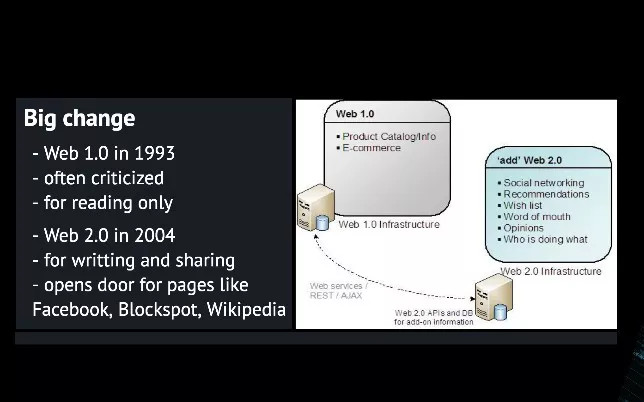 Big change
- Web 1.0 in 1993
- often criticized
- for reading only
- Web 2.0 in 2004
- for writting and sharing
- opens door for pages like
Facebook, Blockspot, Wikipedia
Web 1.0
▪ Product Catalog/Info
▪ E-commerce
Web 1.0 Infrastructure
'add' Web 2.0
▪ Social networking
▪ Recommendations
▪ Wish list
▪ Word of mouth
▪ Opinions
▪ Who is doing what
Web 2.0 Infrastructure
Web services /
REST / AJAX
Web 2.0 APIs and DB
for add-on information